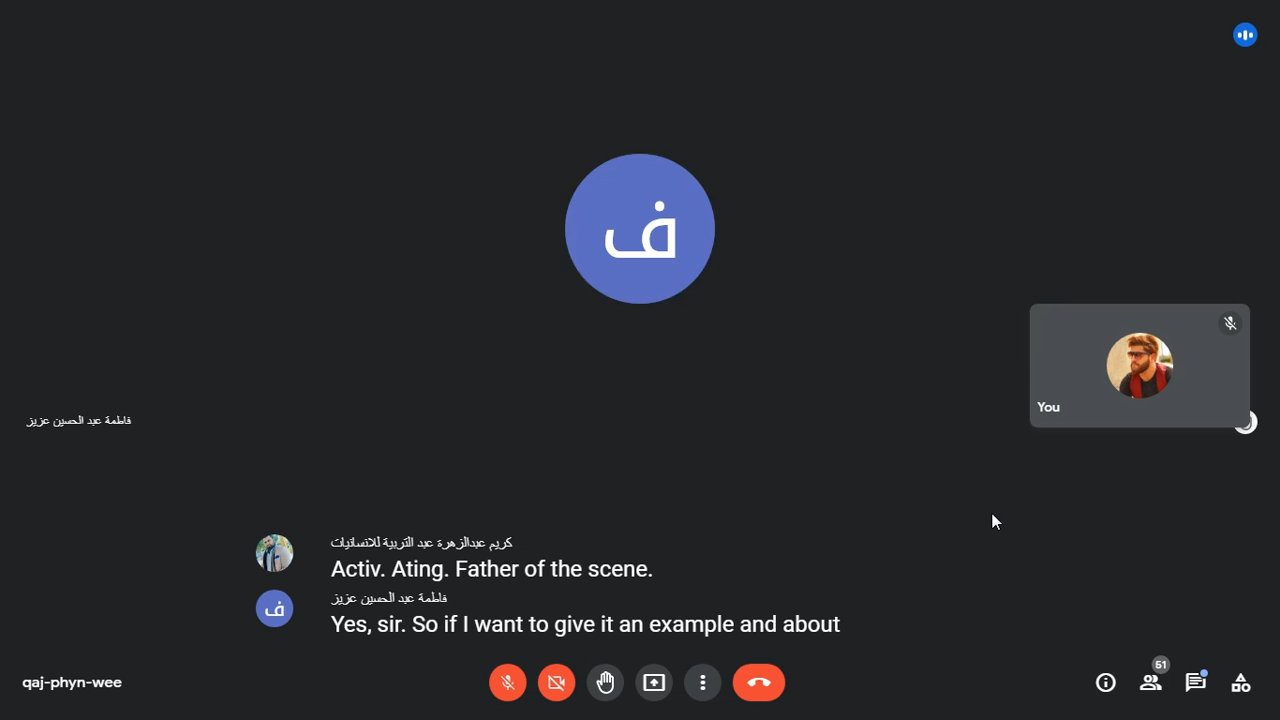 ف
You
فاطمة عبد الحسين عزيز
كريم عبدالزهرة عبد التربية للانسانيات
Activ. Ating. Father of the scene.
ف
فاطمة عبد الحسين عزيز
Yes, sir. So if I want to give it an example and about
qaj-phyn-wee
51